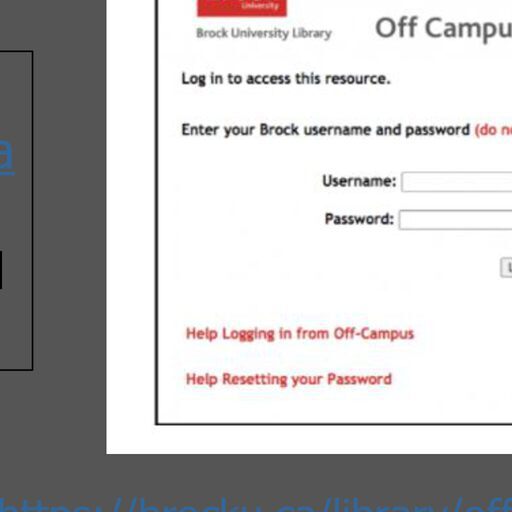 University
Brock University Library
Off Campu
Log in to access this resource.
Enter your Brock username and password (do no
Username:
Password:
Help Logging in from Off-Campus
Help Resetting your Password
a
https://brocku.ca/library/off